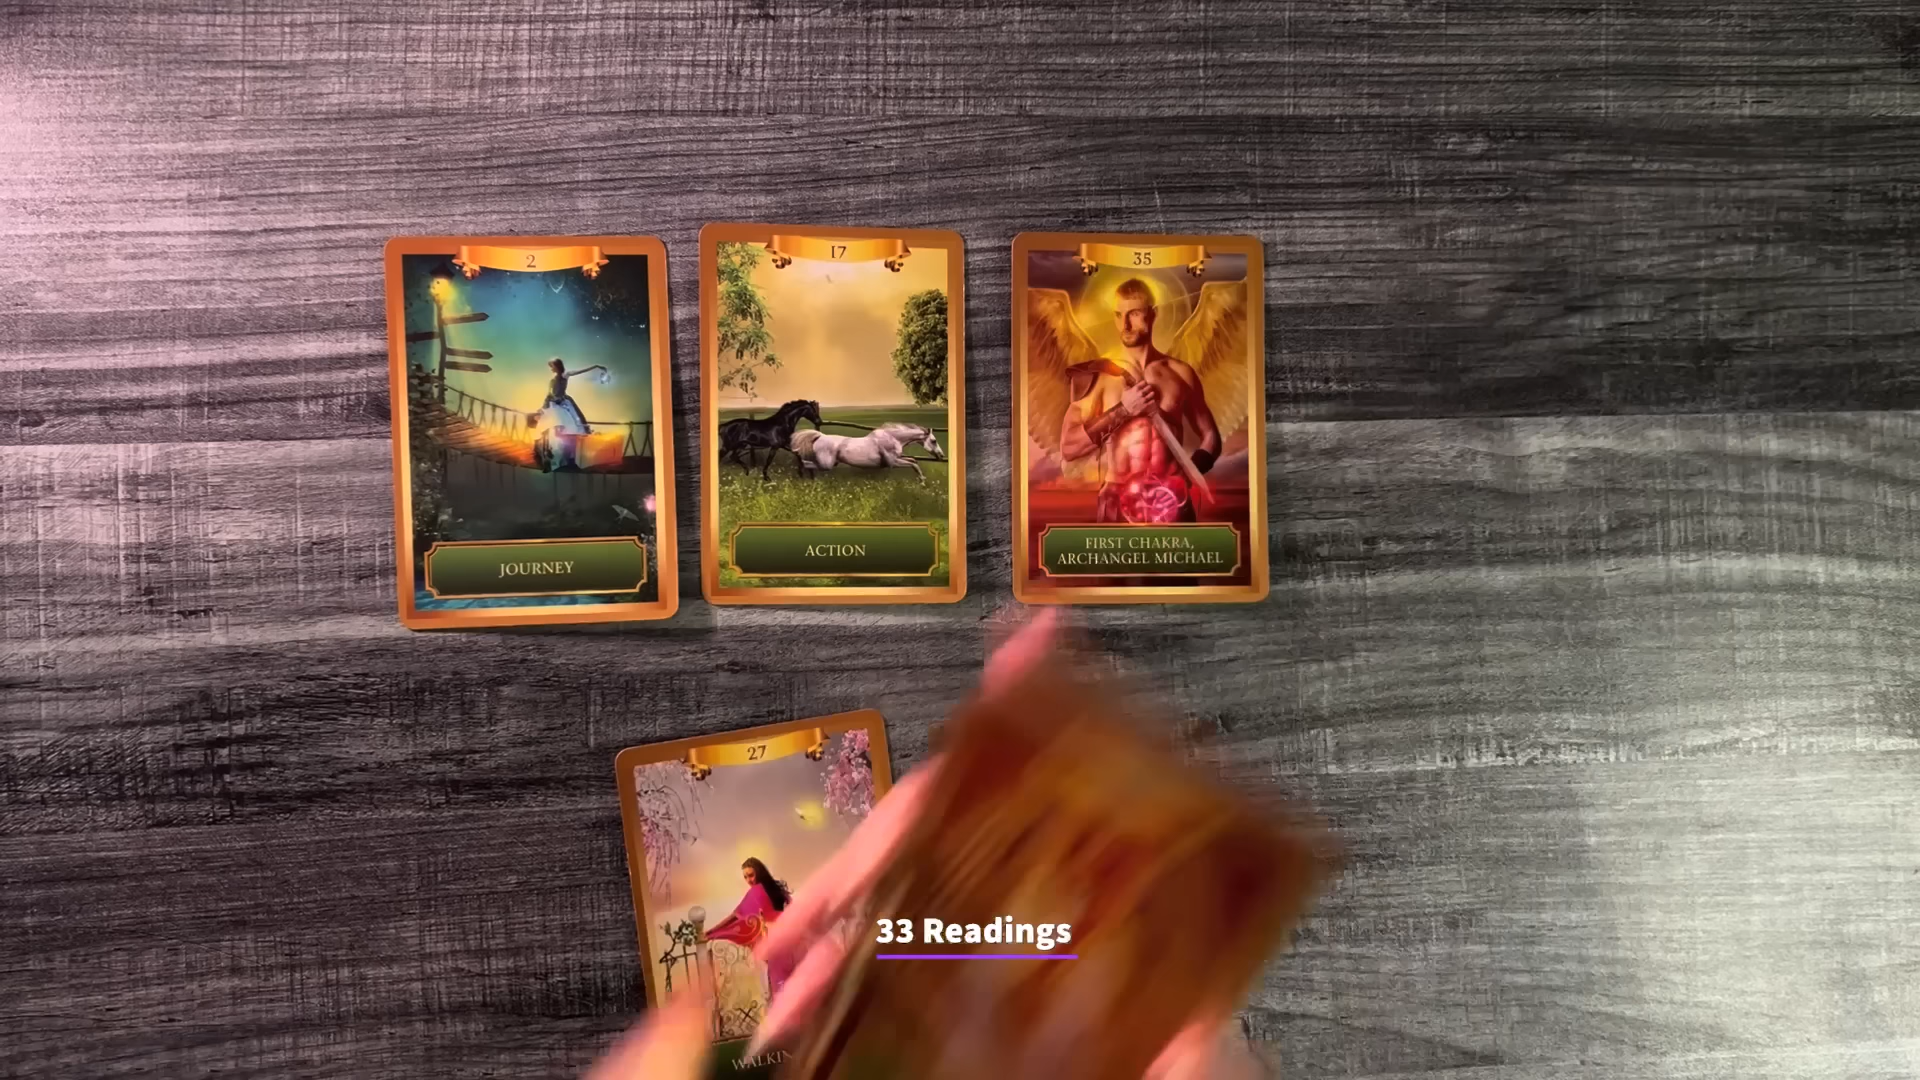 2
JOURNEY
17
ACTION
35
FIRST CHAKRA,
ARCHANGEL MICHAEL
27
33 Readings